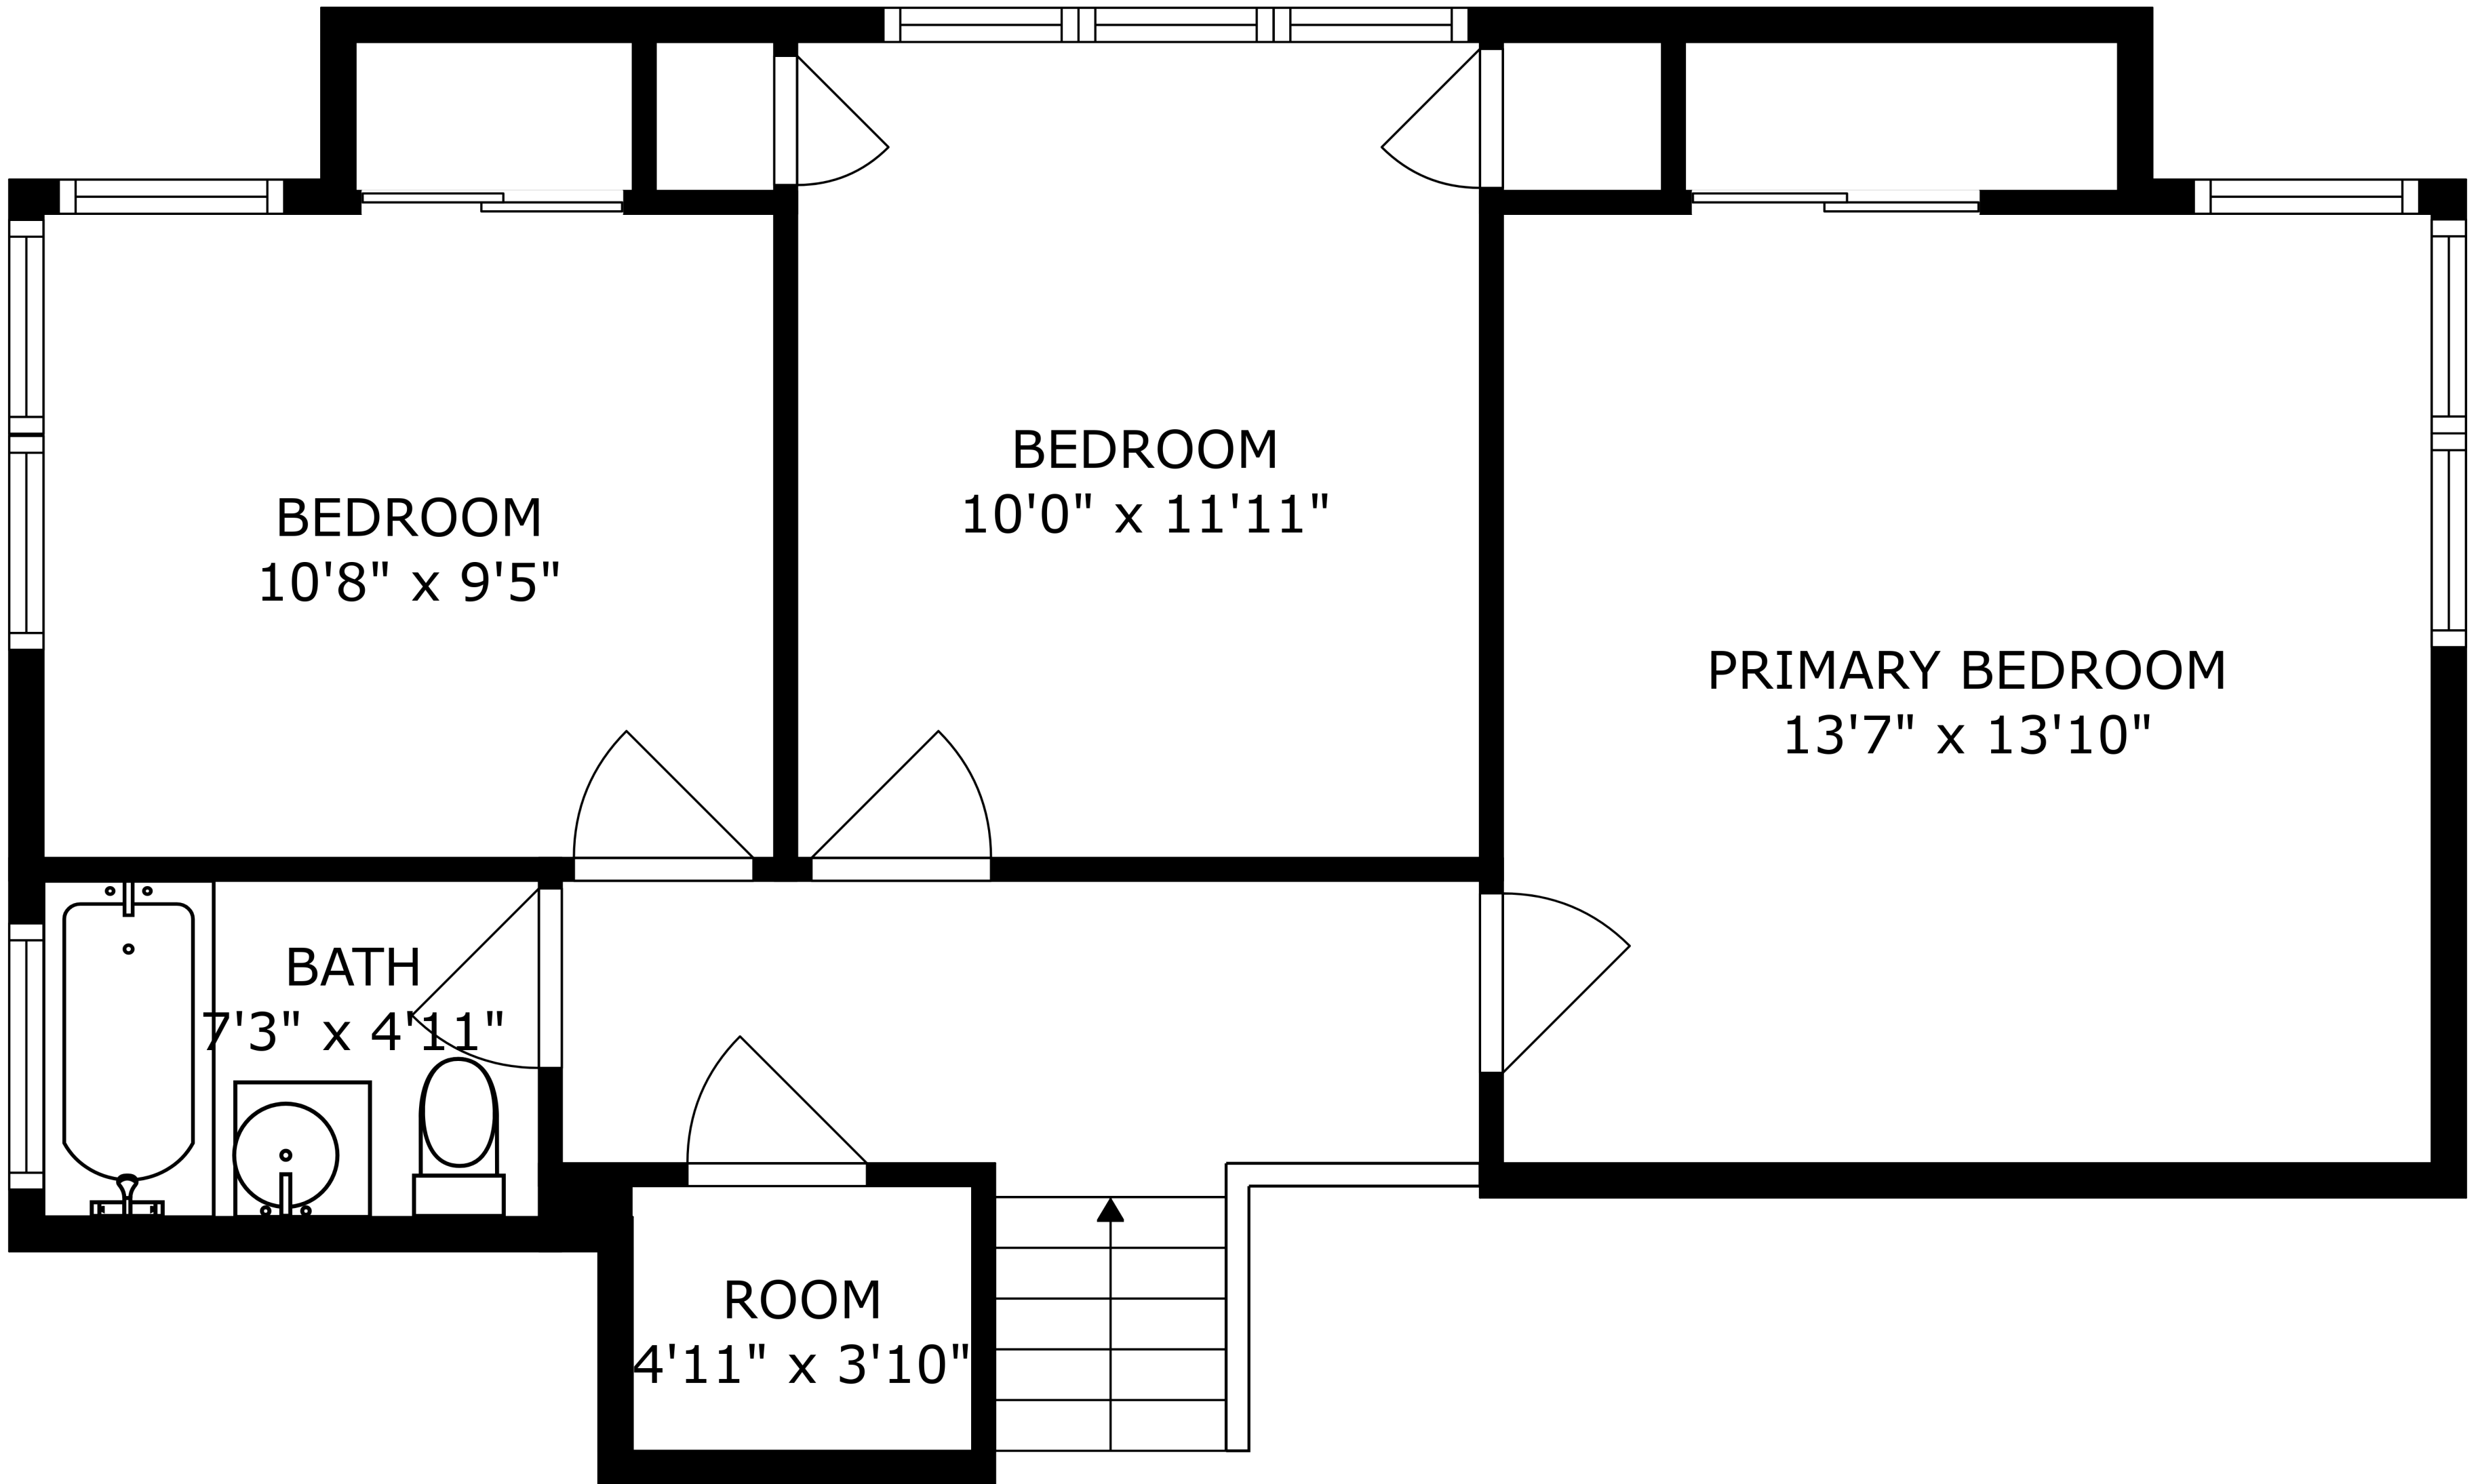 BEDROOM
10'8" x 9'5"
BEDROOM
10'0" x 11'11"
PRIMARY BEDROOM
13'7" x 13'10"
BATH
7'3" x 4'11"
ROOM
4'11" x 3'10"